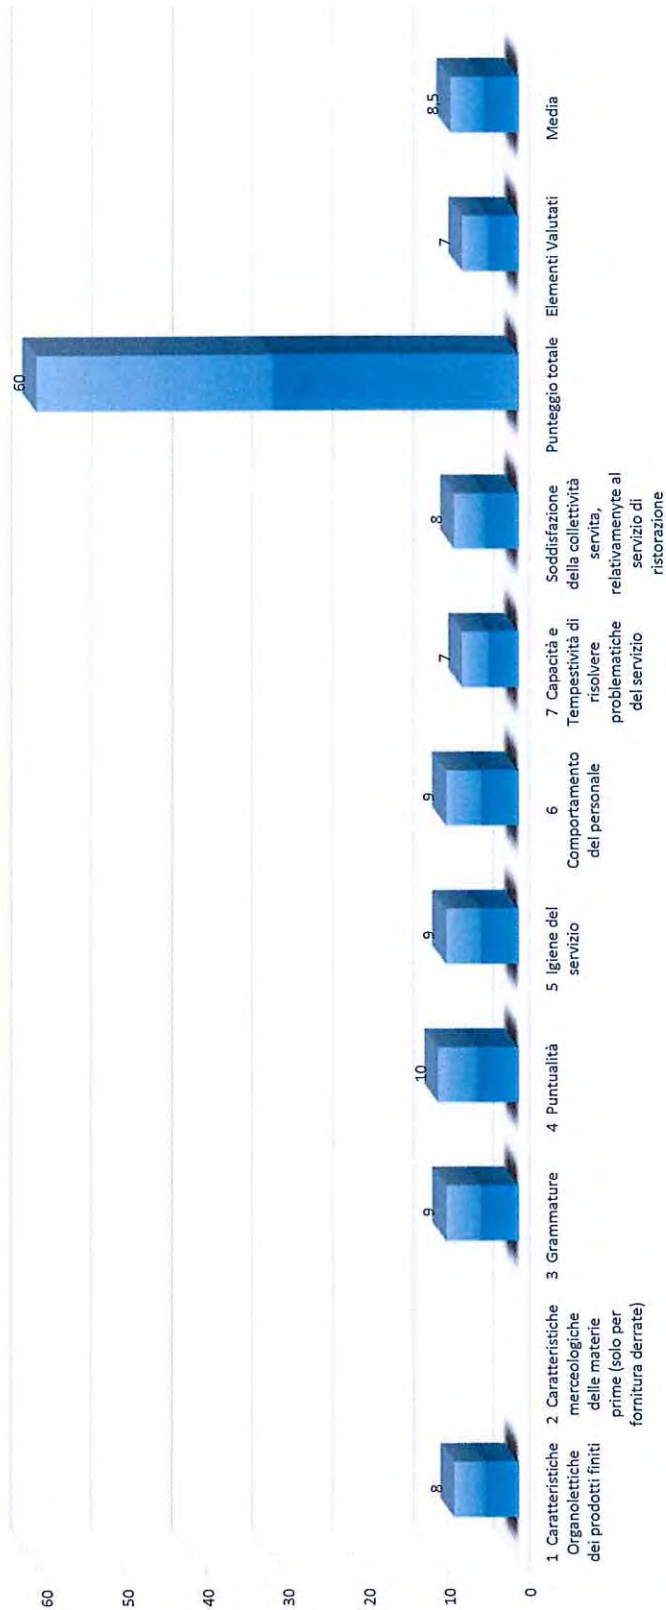 60
50
40
30
20
10
0
8
9
10
9
9
7
8
60
7
8,5
1 Caratteristiche
Organolettiche
dei prodotti finiti
2 Caratteristiche
merceologiche
delle materie
prime (solo per
fornitura derrate)
3 Grammature
4 Puntualità
5 Igiene del
servizio
6
Comportamento
del personale
7 Capacità e
Tempestività di
risolvere
problematiche
del servizio
Soddisfazione
della collettività
servita,
relativamenyte al
servizio di
ristorazione
Punteggio totale
Elementi Valutati
Media